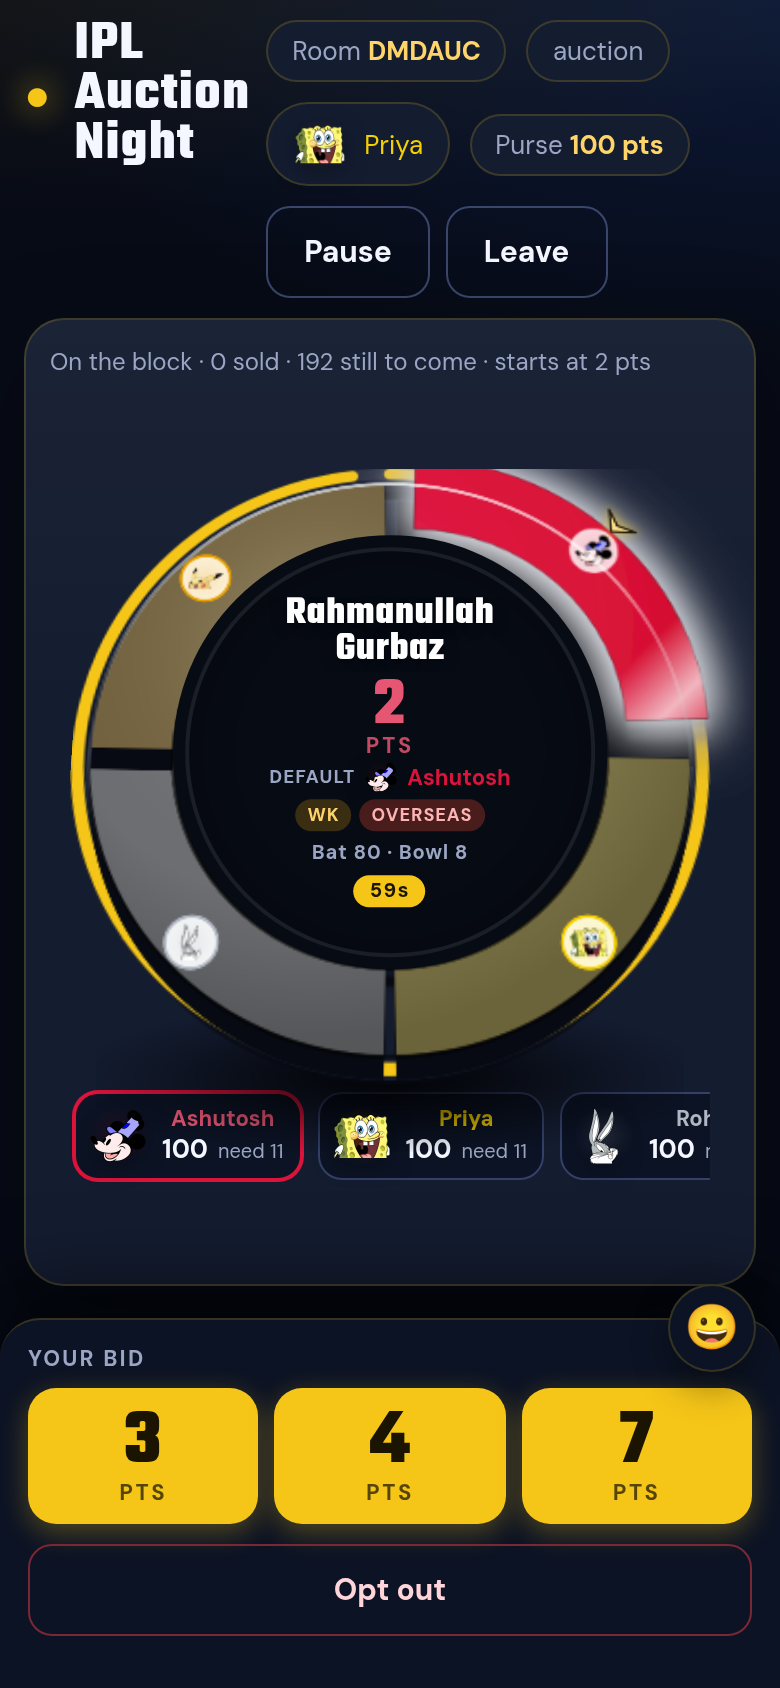 IPL
Auction
Night
Room DMDAUC
auction
Priya
Purse 100 pts
Pause
Leave
On the block · 0 sold · 192 still to come · starts at 2 pts
Rahmanullah
Gurbaz
2
PTS
DEFAULT Ashutosh
WK OVERSEAS
Bat 80 · Bowl 8
59s
Ashutosh
100 need 11
Priya
100 need 11
Roh
100
YOUR BID
3
PTS
4
PTS
7
PTS
Opt out